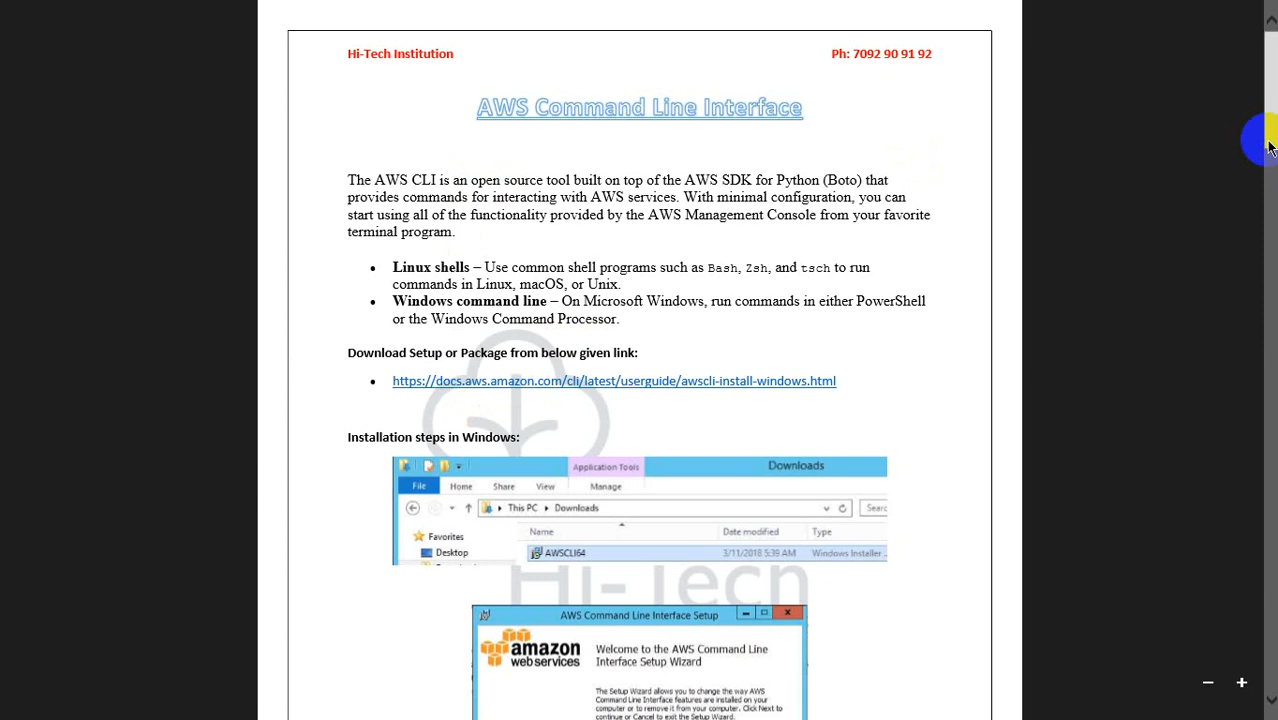 Hi-Tech Institution Ph: 7092 90 91 92
AWS Command Line Interface
The AWS CLI is an open source tool built on top of the AWS SDK for Python (Boto) that
provides commands for interacting with AWS services. With minimal configuration, you can
start using all of the functionality provided by the AWS Management Console from your favorite
terminal program.
• Linux shells – Use common shell programs such as Bash, Zsh, and tsch to run
commands in Linux, macOS, or Unix.
• Windows command line – On Microsoft Windows, run commands in either PowerShell
or the Windows Command Processor.
Download Setup or Package from below given link:
• https://docs.aws.amazon.com/cli/latest/userguide/awscli-install-windows.html
Installation steps in Windows:
Application Tools Downloads
File Home Share View Manage
This PC Downloads Searc
Name Date modified Type
Favorites
Desktop
AWSCLI64 3/11/2018 5:39 AM Windows Installer ..
Hi-Tech
AWS Command Line Interface Setup
amazon
webservices
Welcome to the AWS Command Line
Interface Setup Wizard
The Setup Wizard allows you to change the way AWS
Command Line Interface features are installed on your
computer or to remove it from your computer. Click Next to
continue or Cancel to exit the Setup Wizard.